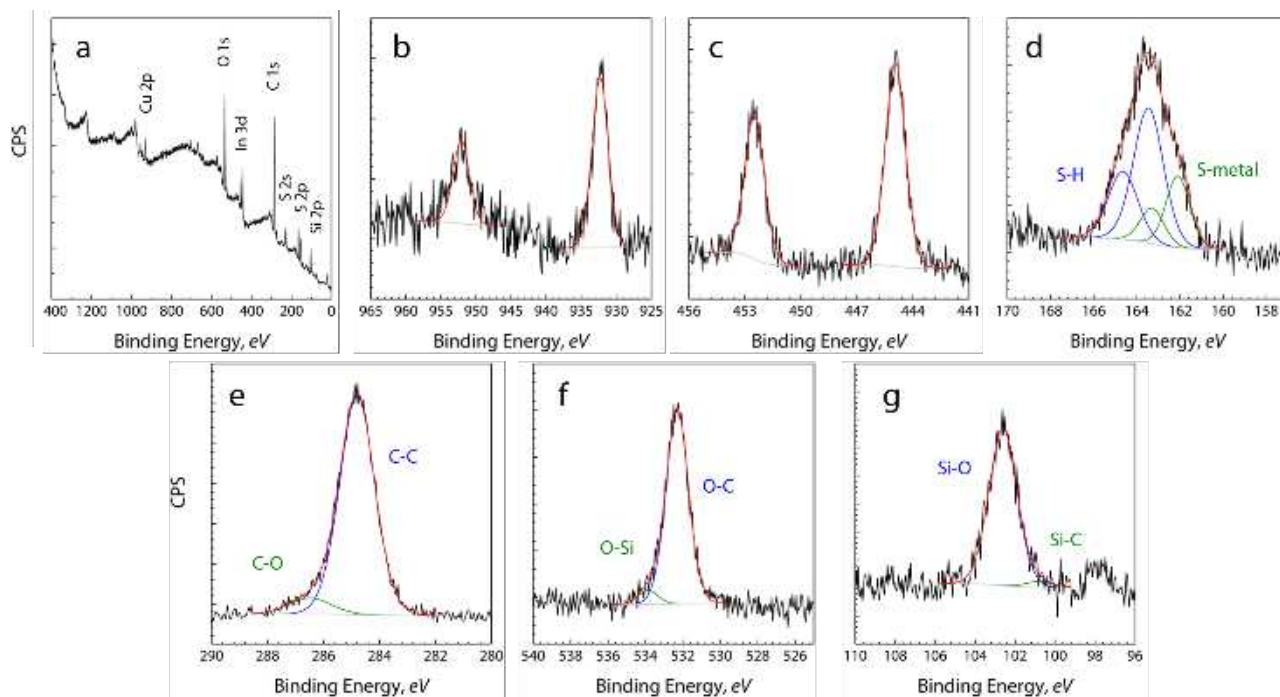 a
b
c
d
Cu 2p
O 1s
In 3d
C 1s
S 2s
S 2p
Si 2p
S-H
S-metal
CPS
400 1200 1000 800 600 400 200 0
965 960 955 950 945 940 935 930 925
456 453 450 447 444 441
170 168 166 164 162 160 158
Binding Energy, eV
Binding Energy, eV
Binding Energy, eV
Binding Energy, eV
e
f
g
C-C
C-O
O-C
O-Si
Si-O
Si-C
CPS
290 288 286 284 282 280
540 536 534 532 530 528 526
110 108 106 104 102 100 98 96
Binding Energy, eV
Binding Energy, eV
Binding Energy, eV